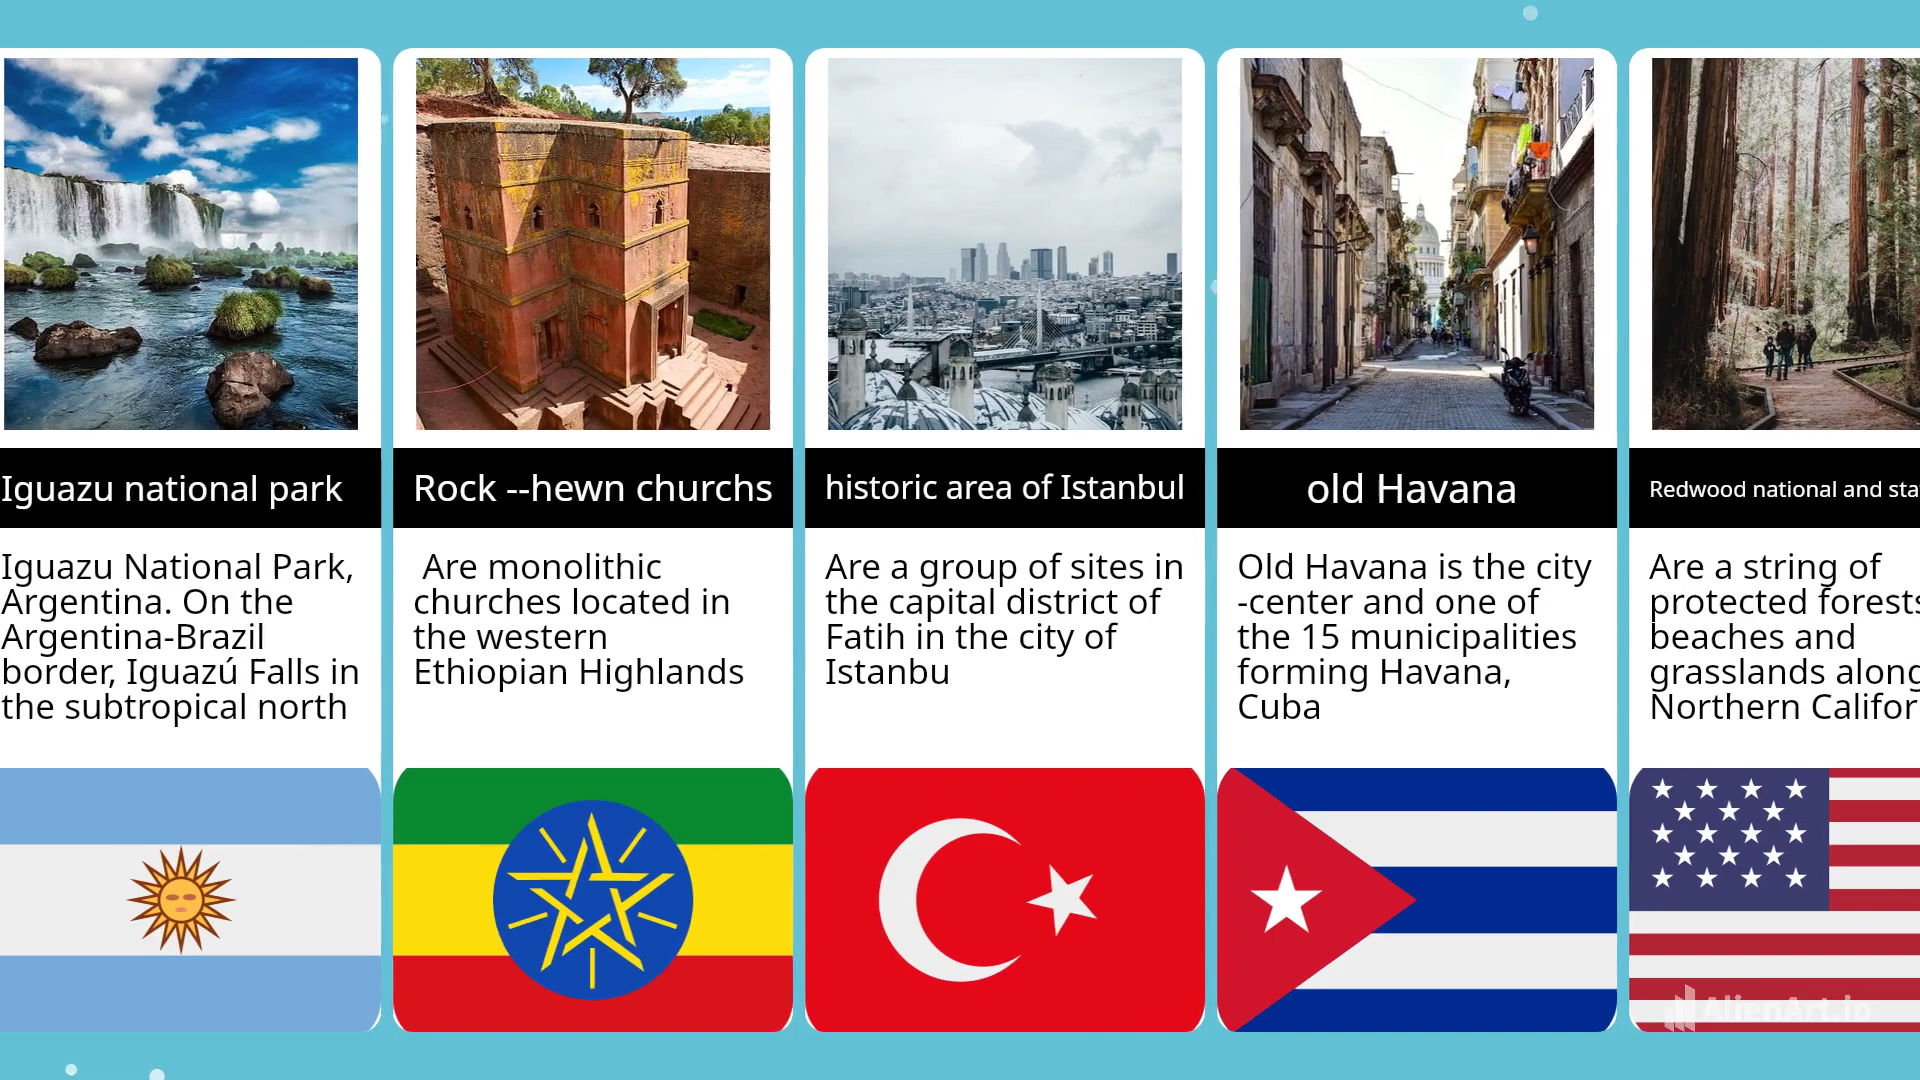 Iguazu national park
Iguazu National Park,
Argentina. On the
Argentina-Brazil
border, Iguazú Falls in
the subtropical north
Rock --hewn churchs
Are monolithic
churches located in
the western
Ethiopian Highlands
historic area of Istanbul
Are a group of sites in
the capital district of
Fatih in the city of
Istanbu
old Havana
Old Havana is the city
-center and one of
the 15 municipalities
forming Havana,
Cuba
Redwood national and sta
Are a string of
protected forests
beaches and
grasslands along
Northern Califor
AlienArt.io